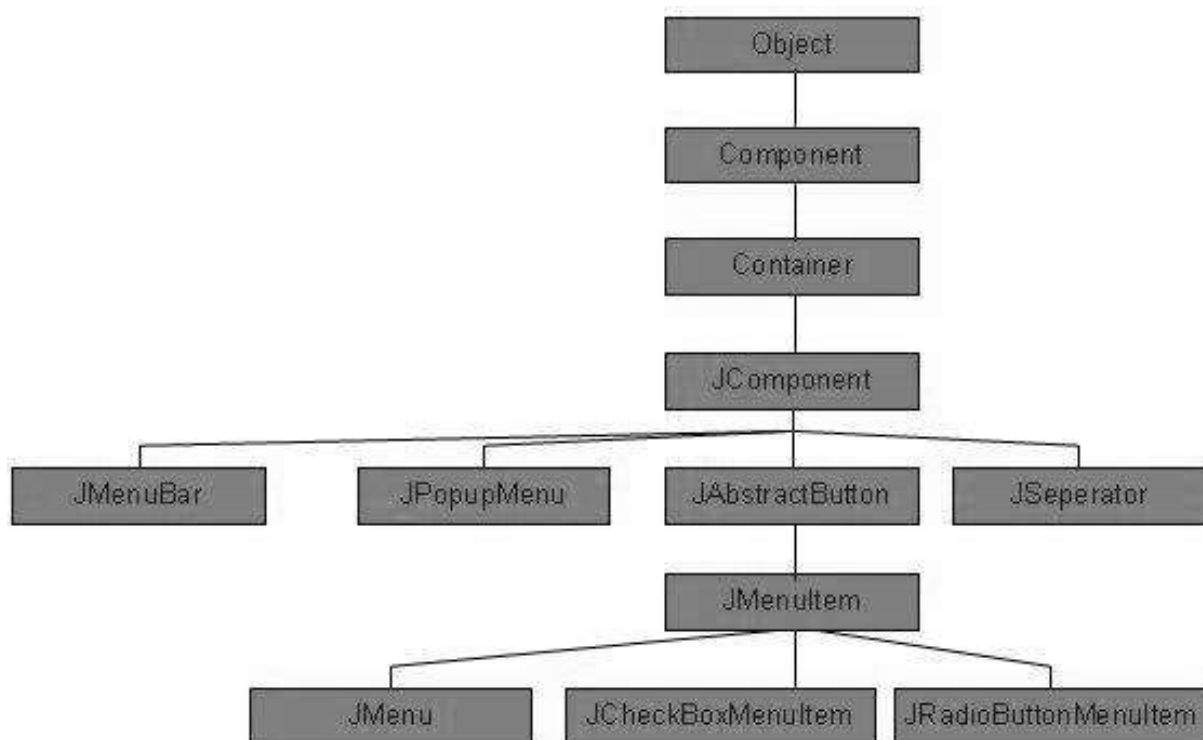 Object
Component
Container
JComponent
JMenuBar
JPopupMenu
JAbstractButton
JSeperator
JMenuItem
JMenu
JCheckBoxMenuItem
JRadioButtonMenuItem